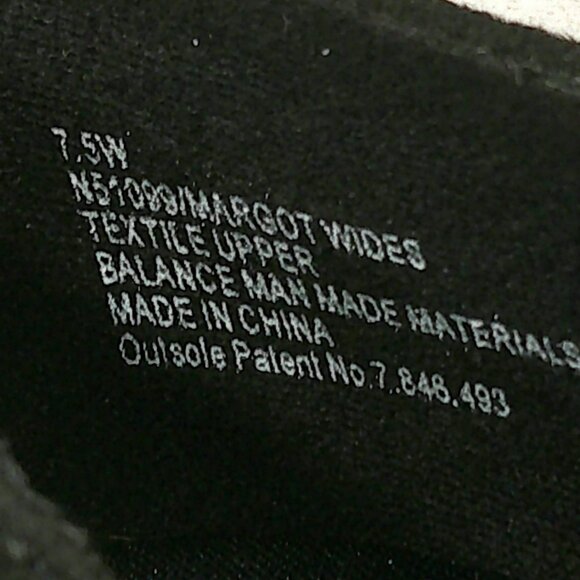 7.5W
N51099/MARGOT WIDES
TEXTILE UPPER
BALANCE MAN MADE MATERIALS
MADE IN CHINA
Outsole Patent No.7.846.493